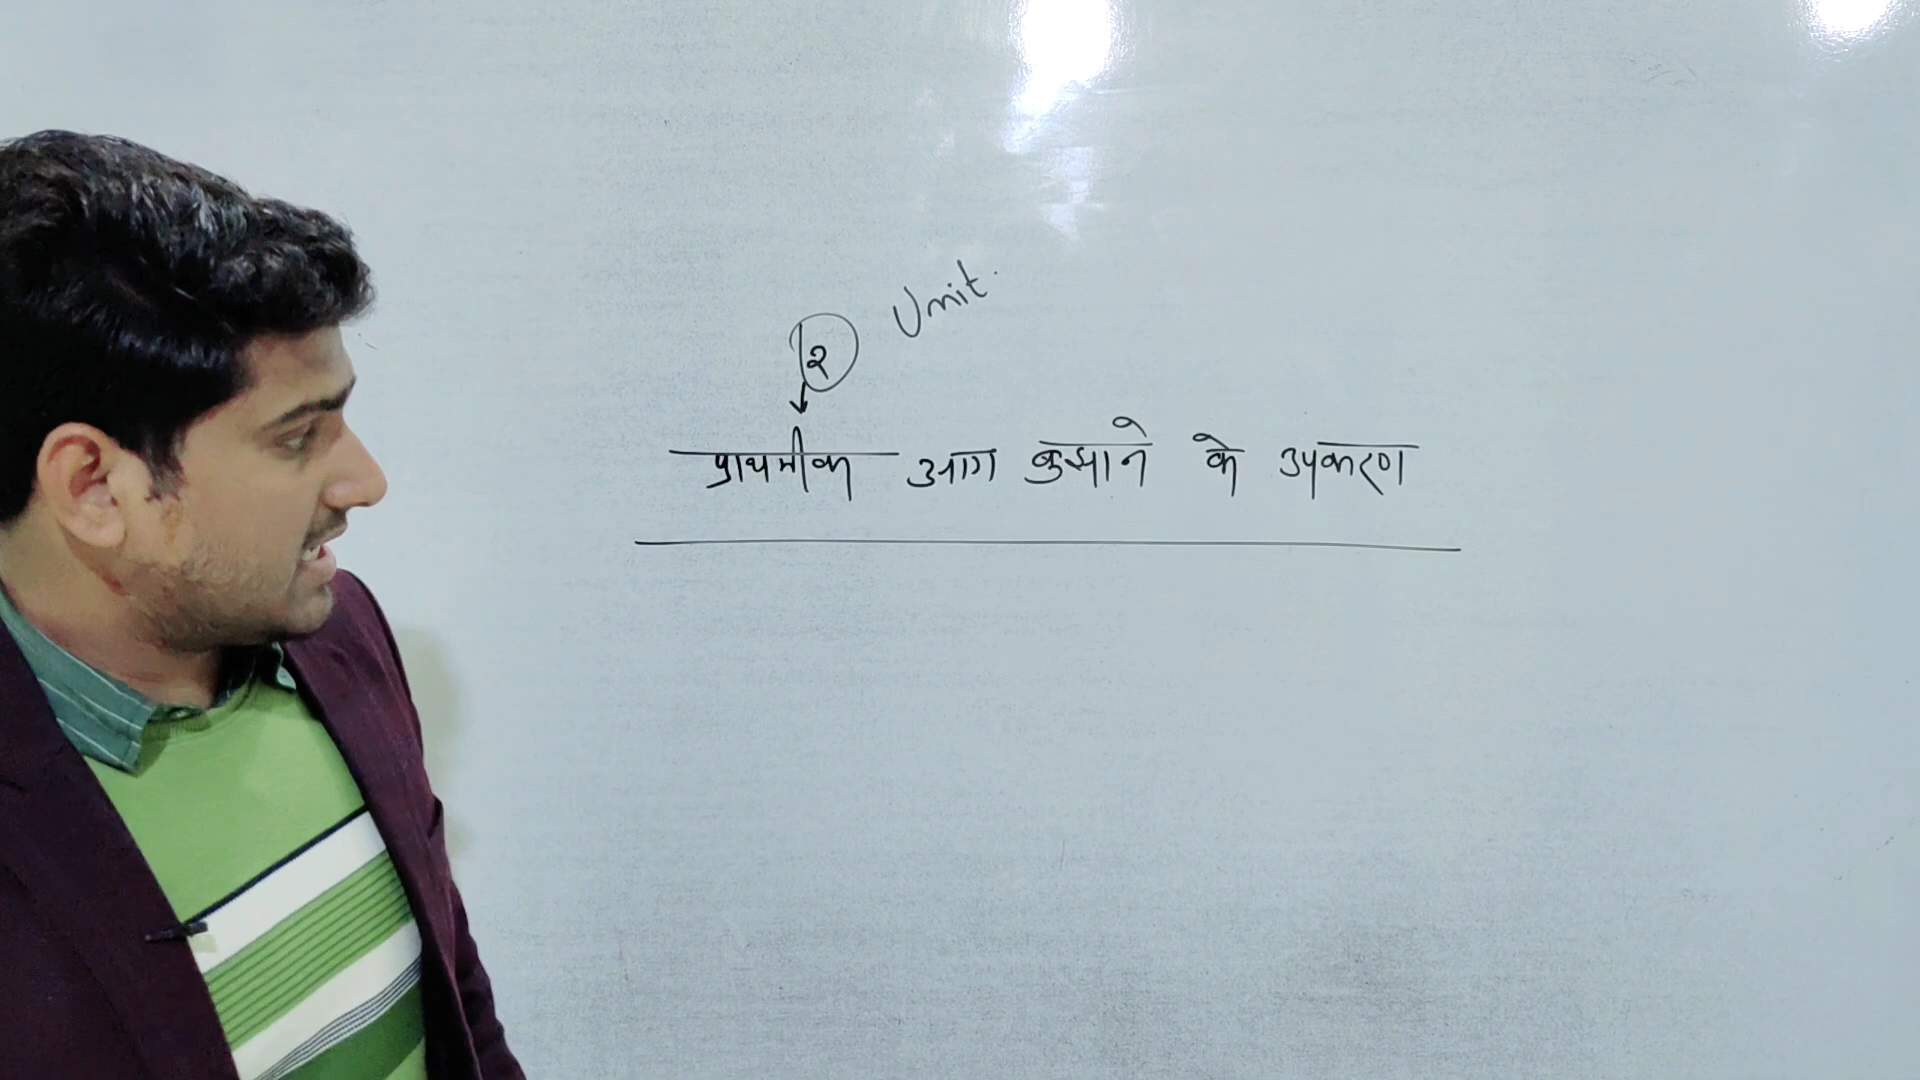 Unit.
२
प्राथमीक आग बुझाने के उपकरण